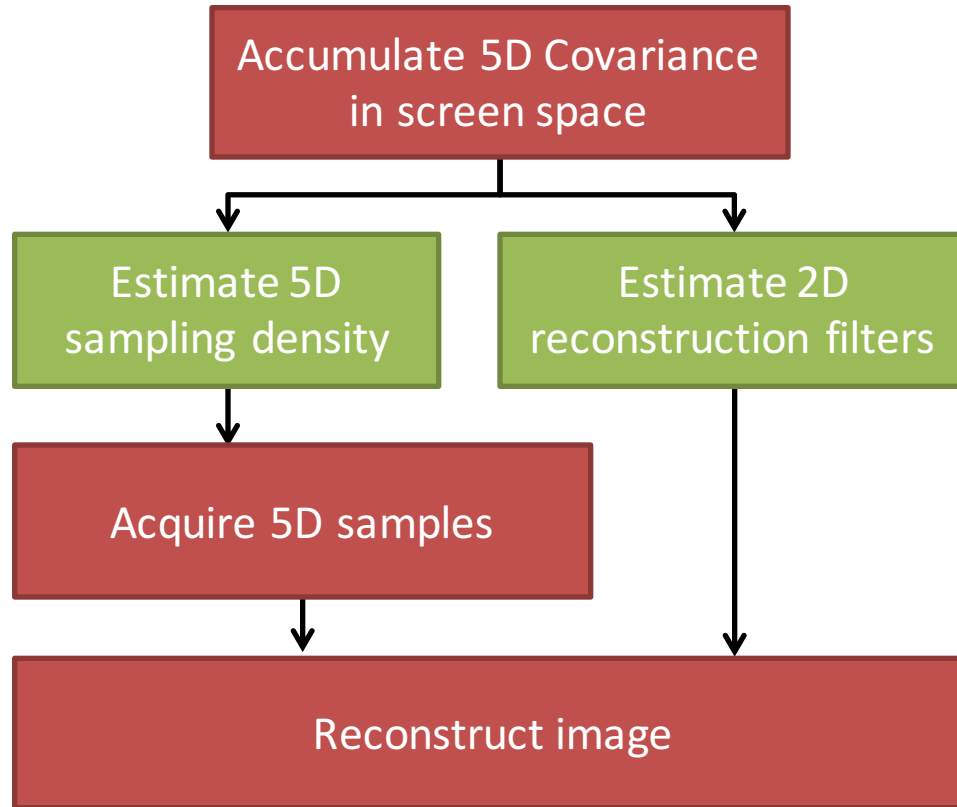 Accumulate 5D Covariance
in screen space
Estimate 5D
sampling density
Estimate 2D
reconstruction filters
Acquire 5D samples
Reconstruct image